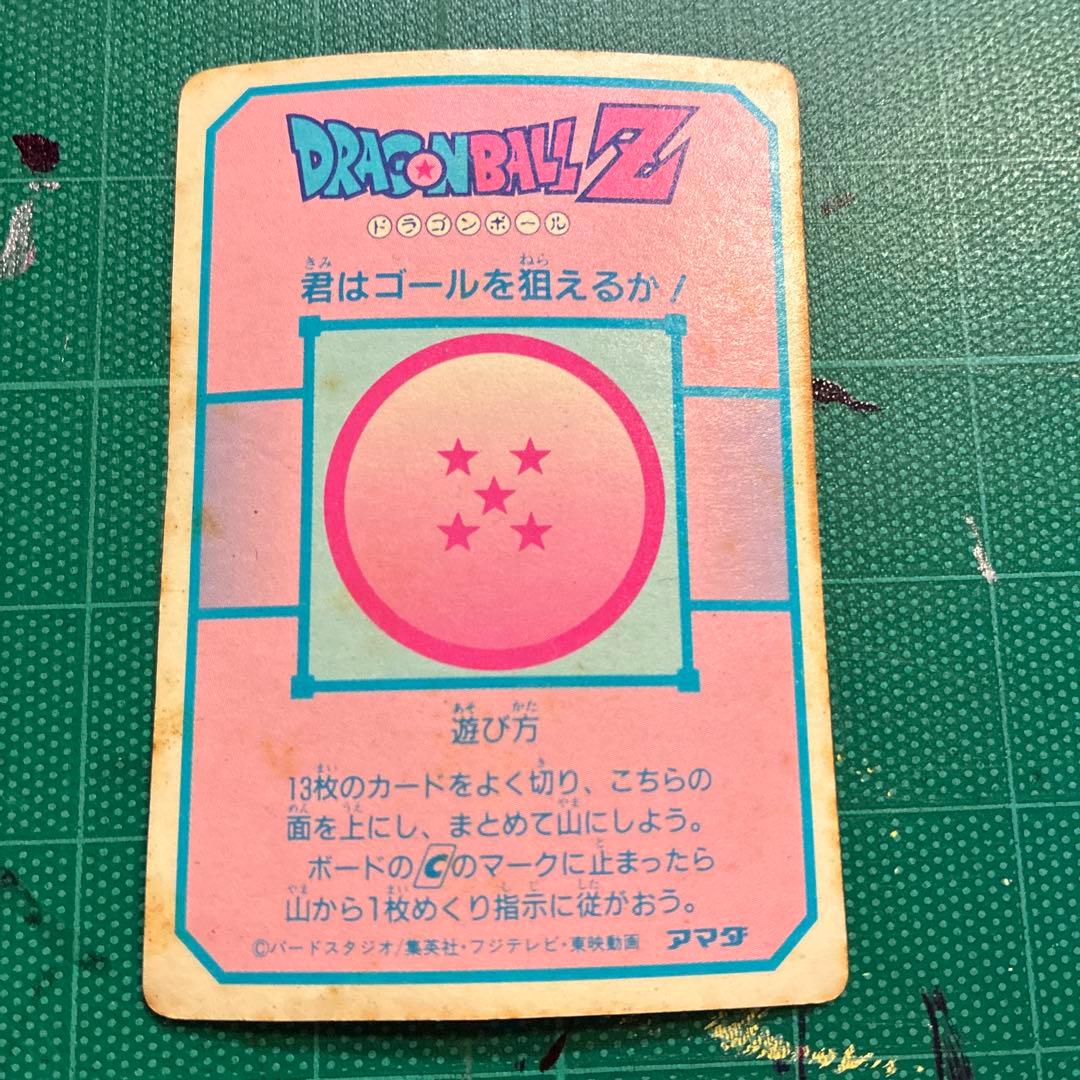 DRAGONBALL Z
ドラゴンボール
君はゴールを狙えるか!
遊び方
13枚のカードをよく切り、こちらの
面を上にし、まとめて山にしよう。
ボードのCのマークに止まったら
山から1枚めくり指示に従がおう。
©バードスタジオ/集英社・フジテレビ・東映動画 アマダ